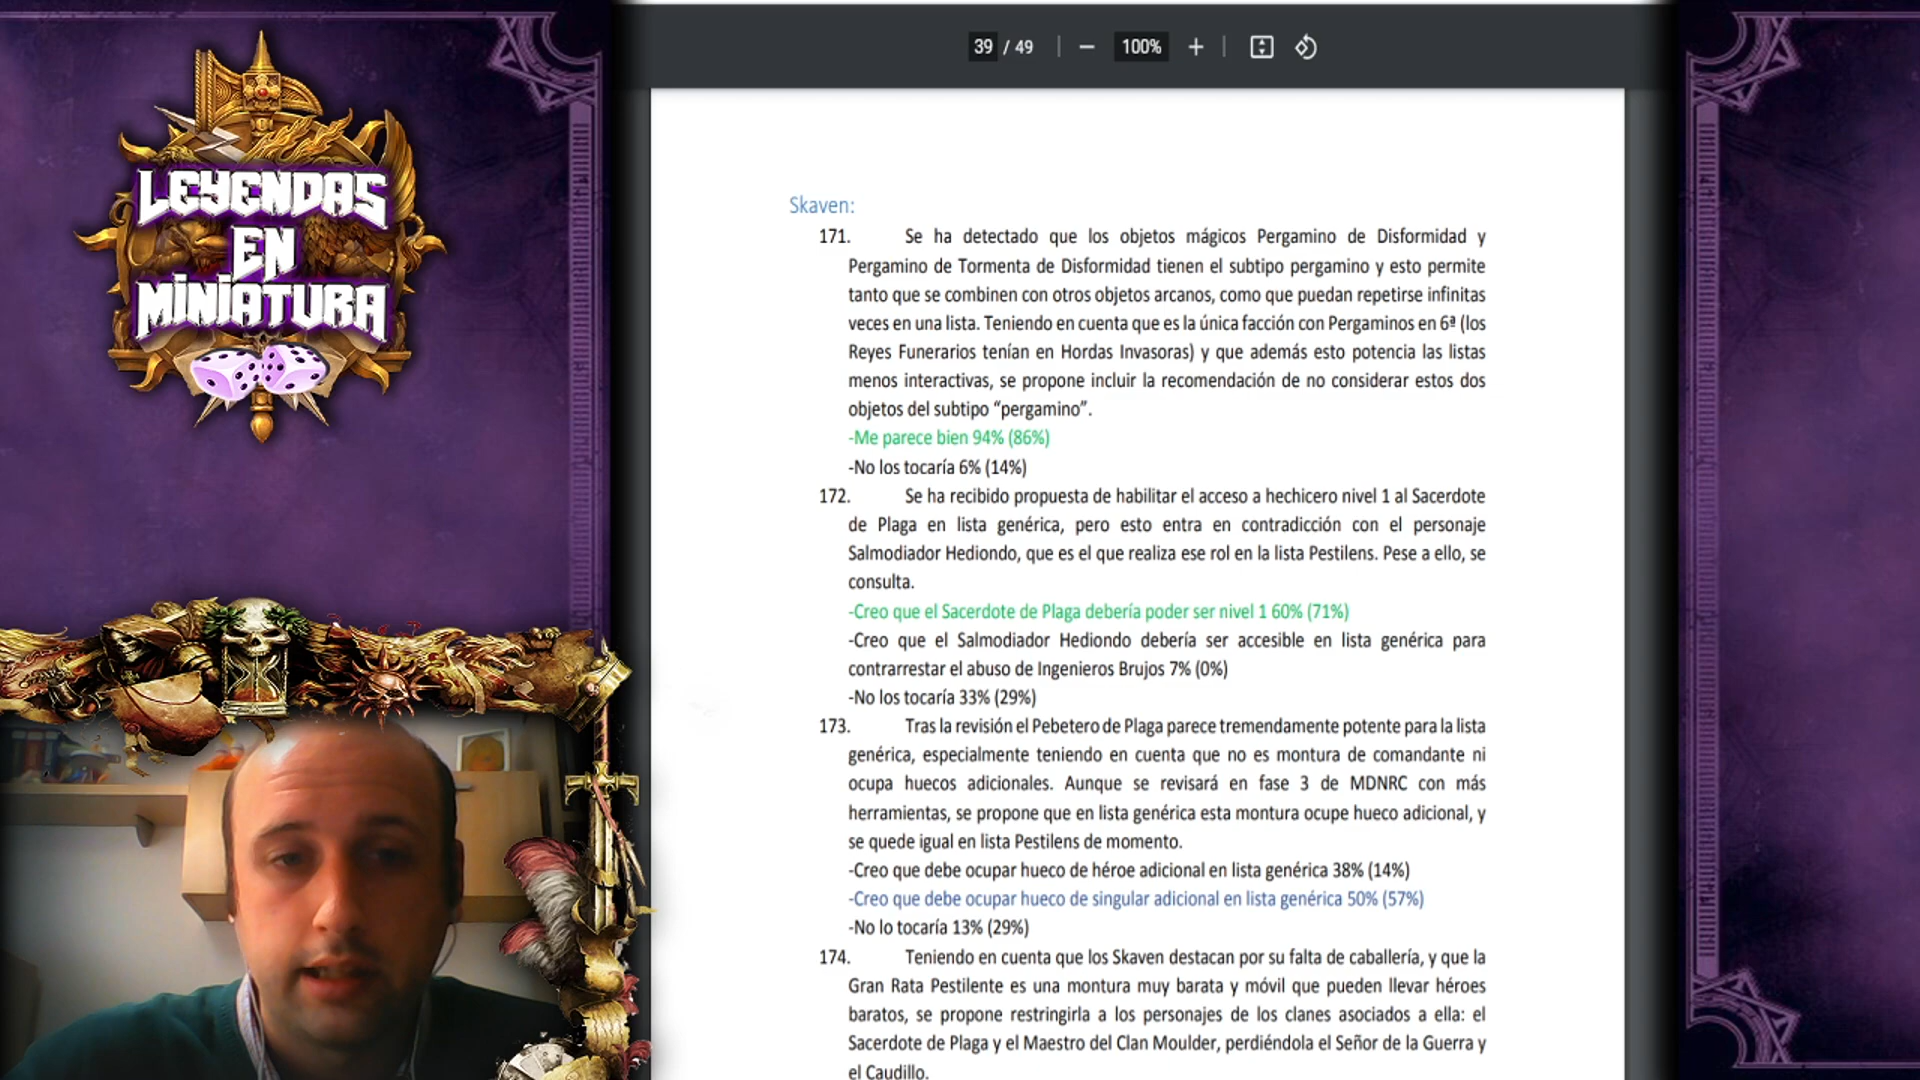 LEYENDAS
EN
MINIATURA
39 / 49
100%
Skaven:
171. Se ha detectado que los objetos mágicos Pergamino de Disformidad y
Pergamino de Tormenta de Disformidad tienen el subtipo pergamino y esto permite
tanto que se combinen con otros objetos arcanos, como que puedan repetirse infinitas
veces en una lista. Teniendo en cuenta que es la única facción con Pergaminos en 6ª (los
Reyes Funerarios tenían en Hordas Invasoras) y que además esto potencia las listas
menos interactivas, se propone incluir la recomendación de no considerar estos dos
objetos del subtipo “pergamino”.
-Me parece bien 94% (86%)
-No los tocaría 6% (14%)
172. Se ha recibido propuesta de habilitar el acceso a hechicero nivel 1 al Sacerdote
de Plaga en lista genérica, pero esto entra en contradicción con el personaje
Salmodiador Hediondo, que es el que realiza ese rol en la lista Pestilens. Pese a ello, se
consulta.
-Creo que el Sacerdote de Plaga debería poder ser nivel 1 60% (71%)
-Creo que el Salmodiador Hediondo debería ser accesible en lista genérica para
contrarrestar el abuso de Ingenieros Brujos 7% (0%)
-No los tocaría 33% (29%)
173. Tras la revisión el Pebetero de Plaga parece tremendamente potente para la lista
genérica, especialmente teniendo en cuenta que no es montura de comandante ni
ocupa huecos adicionales. Aunque se revisará en fase 3 de MDNRC con más
herramientas, se propone que en lista genérica esta montura ocupe hueco adicional, y
se quede igual en lista Pestilens de momento.
-Creo que debe ocupar hueco de héroe adicional en lista genérica 38% (14%)
-Creo que debe ocupar hueco de singular adicional en lista genérica 50% (57%)
-No lo tocaría 13% (29%)
174. Teniendo en cuenta que los Skaven destacan por su falta de caballería, y que la
Gran Rata Pestilente es una montura muy barata y móvil que pueden llevar héroes
baratos, se propone restringirla a los personajes de los clanes asociados a ella: el
Sacerdote de Plaga y el Maestro del Clan Moulder, perdiéndola el Señor de la Guerra y
el Caudillo.